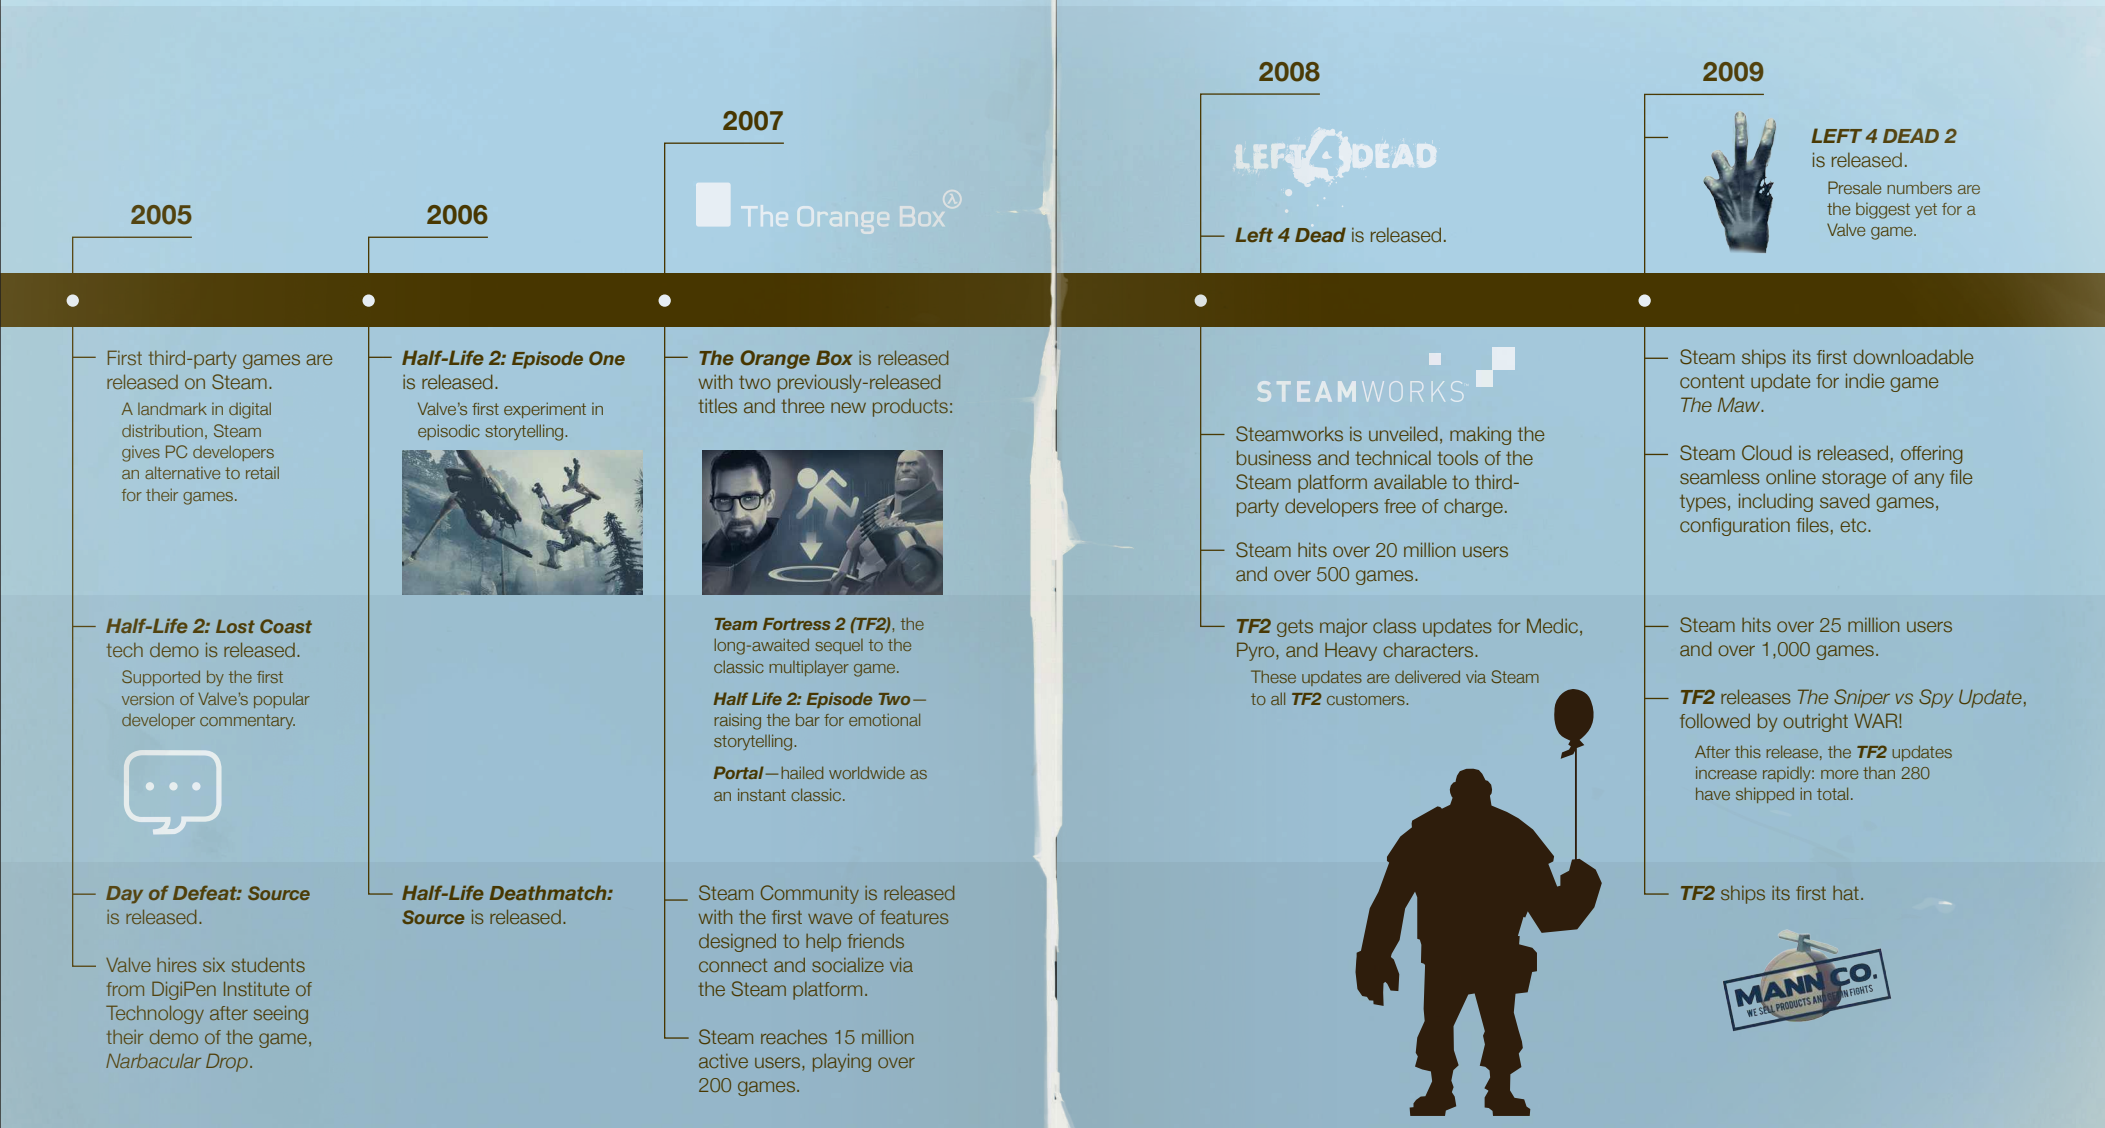 2005
First third-party games are
released on Steam.
A landmark in digital
distribution, Steam
gives PC developers
an alternative to retail
for their games.
Half-Life 2: Lost Coast
tech demo is released.
Supported by the first
version of Valve's popular
developer commentary.
Day of Defeat: Source
is released.
Valve hires six students
from DigiPen Institute of
Technology after seeing
their demo of the game,
Narbacular Drop.
2006
Half-Life 2: Episode One
is released.
Valve's first experiment in
episodic storytelling.
Half-Life Deathmatch:
Source is released.
2007
The Orange Box
The Orange Box is released
with two previously-released
titles and three new products:
Team Fortress 2 (TF2), the
long-awaited sequel to the
classic multiplayer game.
Half Life 2: Episode Two—
raising the bar for emotional
storytelling.
Portal—hailed worldwide as
an instant classic.
Steam Community is released
with the first wave of features
designed to help friends
connect and socialize via
the Steam platform.
Steam reaches 15 million
active users, playing over
200 games.
2008
LEFT 4 DEAD
Left 4 Dead is released.
STEAMWORKS
Steamworks is unveiled, making the
business and technical tools of the
Steam platform available to third-
party developers free of charge.
Steam hits over 20 million users
and over 500 games.
TF2 gets major class updates for Medic,
Pyro, and Heavy characters.
These updates are delivered via Steam
to all TF2 customers.
2009
LEFT 4 DEAD 2
is released.
Presale numbers are
the biggest yet for a
Valve game.
Steam ships its first downloadable
content update for indie game
The Maw.
Steam Cloud is released, offering
seamless online storage of any file
types, including saved games,
configuration files, etc.
Steam hits over 25 million users
and over 1,000 games.
TF2 releases The Sniper vs Spy Update,
followed by outright WAR!
After this release, the TF2 updates
increase rapidly: more than 280
have shipped in total.
TF2 ships its first hat.
MANN CO.
WE SELL PRODUCTS AND GET IN FIGHTS